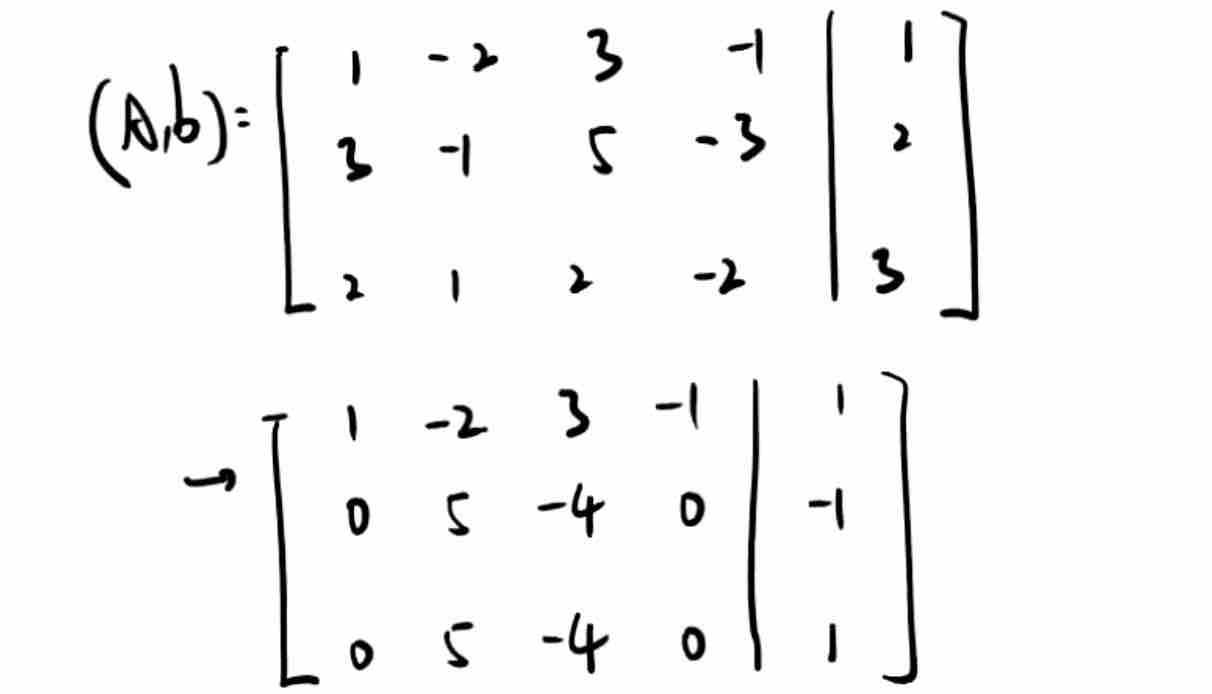 1 -2 3 -1 | 1
(A,b)= 3 -1 5 -3 | 2
2 1 2 -2 | 3
1 -2 3 -1 | 1
→ 0 5 -4 0 | -1
0 5 -4 0 | 1